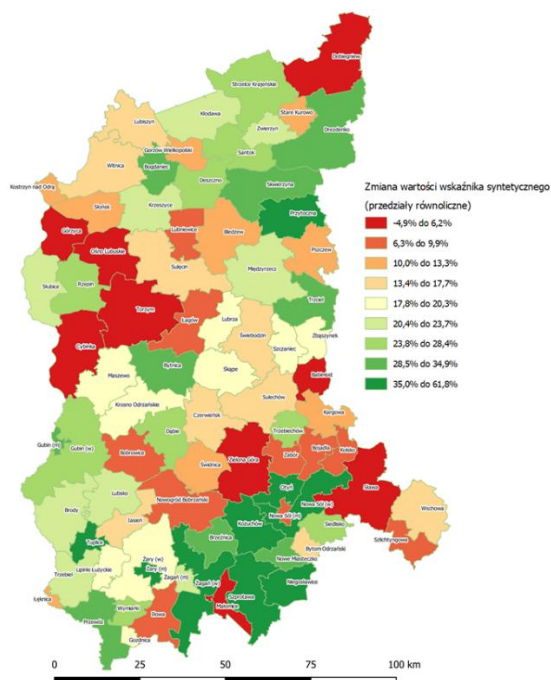 Dobiegniew
Strzelce Krajeńskie
Kłodawa
Stare Kurowo
Lubiszyn
Zwierzyn
Drezdenko
Gorzów Wielkopolski
Santok
Witnica
Bogdaniec
Deszczno
Skwierzyna
Kostrzyn nad Odrą
Krzeszyce
Słońsk
Przytoczna
Górzyca
Lubniewice
Bledzew
Pszczew
Ośno Lubuskie
Sulęcin
Międzyrzecz
Słubice
Rzepin
Trzciel
Torzym
Łagów
Lubrza
Cybinka
Świebodzin
Zbąszynek
Szczaniec
Maszewo
Bytnica
Skąpe
Babimost
Krosno Odrzańskie
Sulechów
Czerwieńsk
Kargowa
Gubin (m)
Gubin (w)
Dąbie
Trzebiechów
Bobrowice
Zielona Góra
Zabór
Bojadła
Kolsko
Świdnica
Lubsko
Nowogród Bobrzański
Otyń
Sława
Nowa Sól (w)
Brody
Jasień
Nowa Sól (m)
Wschowa
Kożuchów
Siedlisko
Tuplice
Brzeźnica
Szlichtyngowa
Bytom Odrzański
Żary (w)
Nowe Miasteczko
Trzebiel
Lipinki Łużyckie
Żary (m)
Żagań (m)
Żagań (w)
Niegosławice
Szprotawa
Łęknica
Wymiarki
Małomice
Przewóz
Iłowa
Gozdnica
Zmiana wartości wskaźnika syntetycznego
(przedziały równoliczne)
-4,9% do 6,2%
6,3% do 9,9%
10,0% do 13,3%
13,4% do 17,7%
17,8% do 20,3%
20,4% do 23,7%
23,8% do 28,4%
28,5% do 34,9%
35,0% do 61,8%
0 25 50 75 100 km